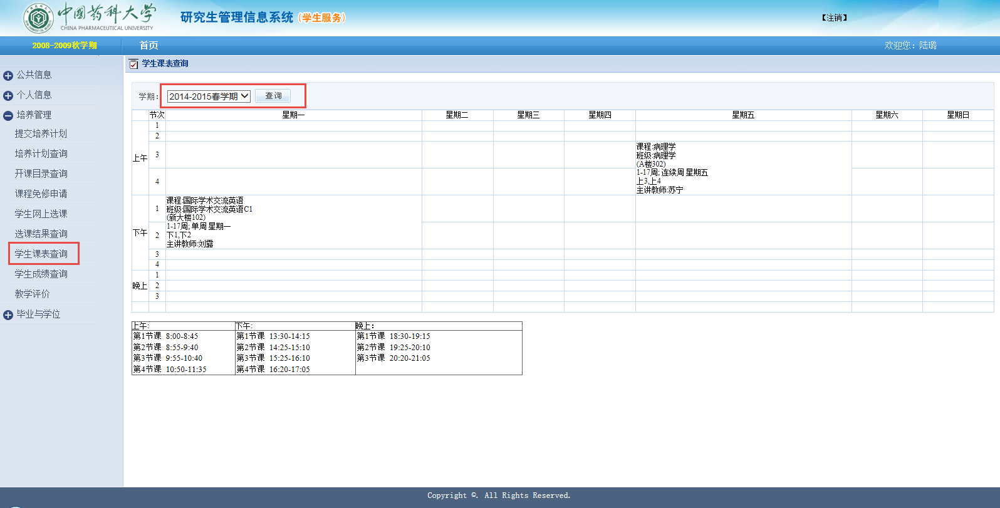 中国药科大学
CHINA PHARMACEUTICAL UNIVERSITY
研究生管理信息系统 (学生服务)
【注销】
2008-2009秋学期
首页
欢迎您：陆璐
公共信息
个人信息
培养管理
提交培养计划
培养计划查询
开课目录查询
课程免修申请
学生网上选课
选课结果查询
学生课表查询
学生成绩查询
教学评价
毕业与学位
学生课表查询
学期: 2014-2015春学期 查询
节次 星期一 星期二 星期三 星期四 星期五 星期六 星期日
上午
1
2
3
4
课程:病理学
班级:病理学
(A楼302)
1-17周; 连续周 星期五
上3,上4
主讲教师:苏宁
下午
1
2
3
4
课程:国际学术交流英语
班级:国际学术交流英语C1
(新大楼102)
1-17周; 单周 星期一
下1,下2
主讲教师:刘露
晚上
1
2
3
上午: 下午: 晚上：
第1节课 8:00-8:45 第1节课 13:30-14:15 第1节课 18:30-19:15
第2节课 8:55-9:40 第2节课 14:25-15:10 第2节课 19:25-20:10
第3节课 9:55-10:40 第3节课 15:25-16:10 第3节课 20:20-21:05
第4节课 10:50-11:35 第4节课 16:20-17:05
Copyright ©. All Rights Reserved.